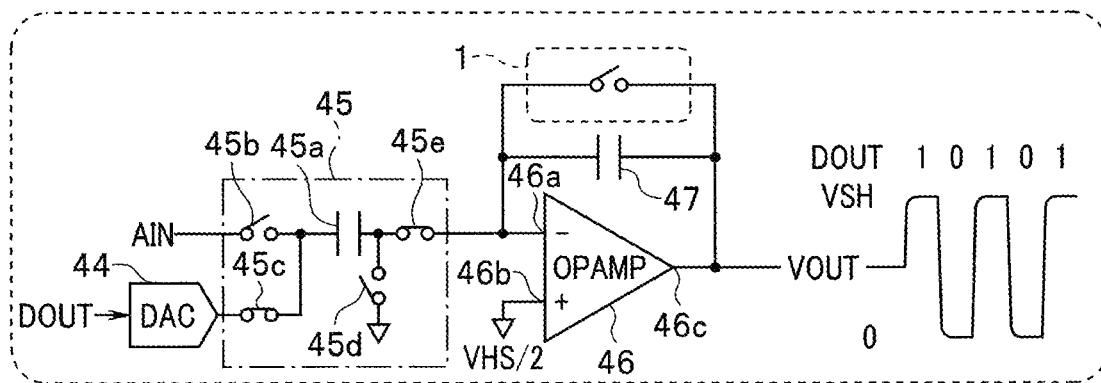 1
45
45b 45a 45e
46a
47
DOUT 1 0 1 0 1
VSH
AIN
44
45c
46b
− OPAMP
+
VOUT
DOUT DAC
45d
VHS/2
46
46c
0